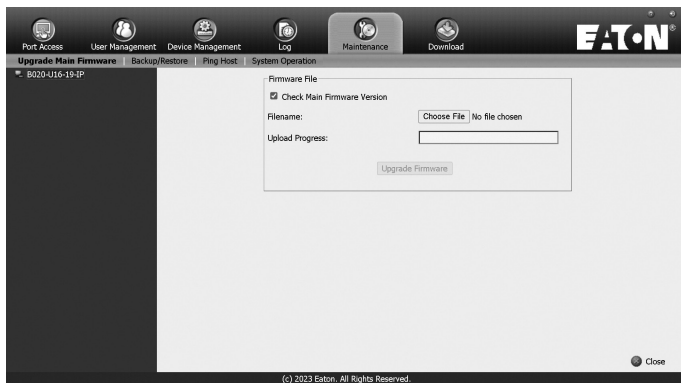 Port Access User Management Device Management Log Maintenance Download
EATON®
Upgrade Main Firmware | Backup/Restore | Ping Host | System Operation
B020-U16-19-IP
Firmware File
Check Main Firmware Version
Filename: Choose File No file chosen
Upload Progress:
Upgrade Firmware
Close
(c) 2023 Eaton. All Rights Reserved.